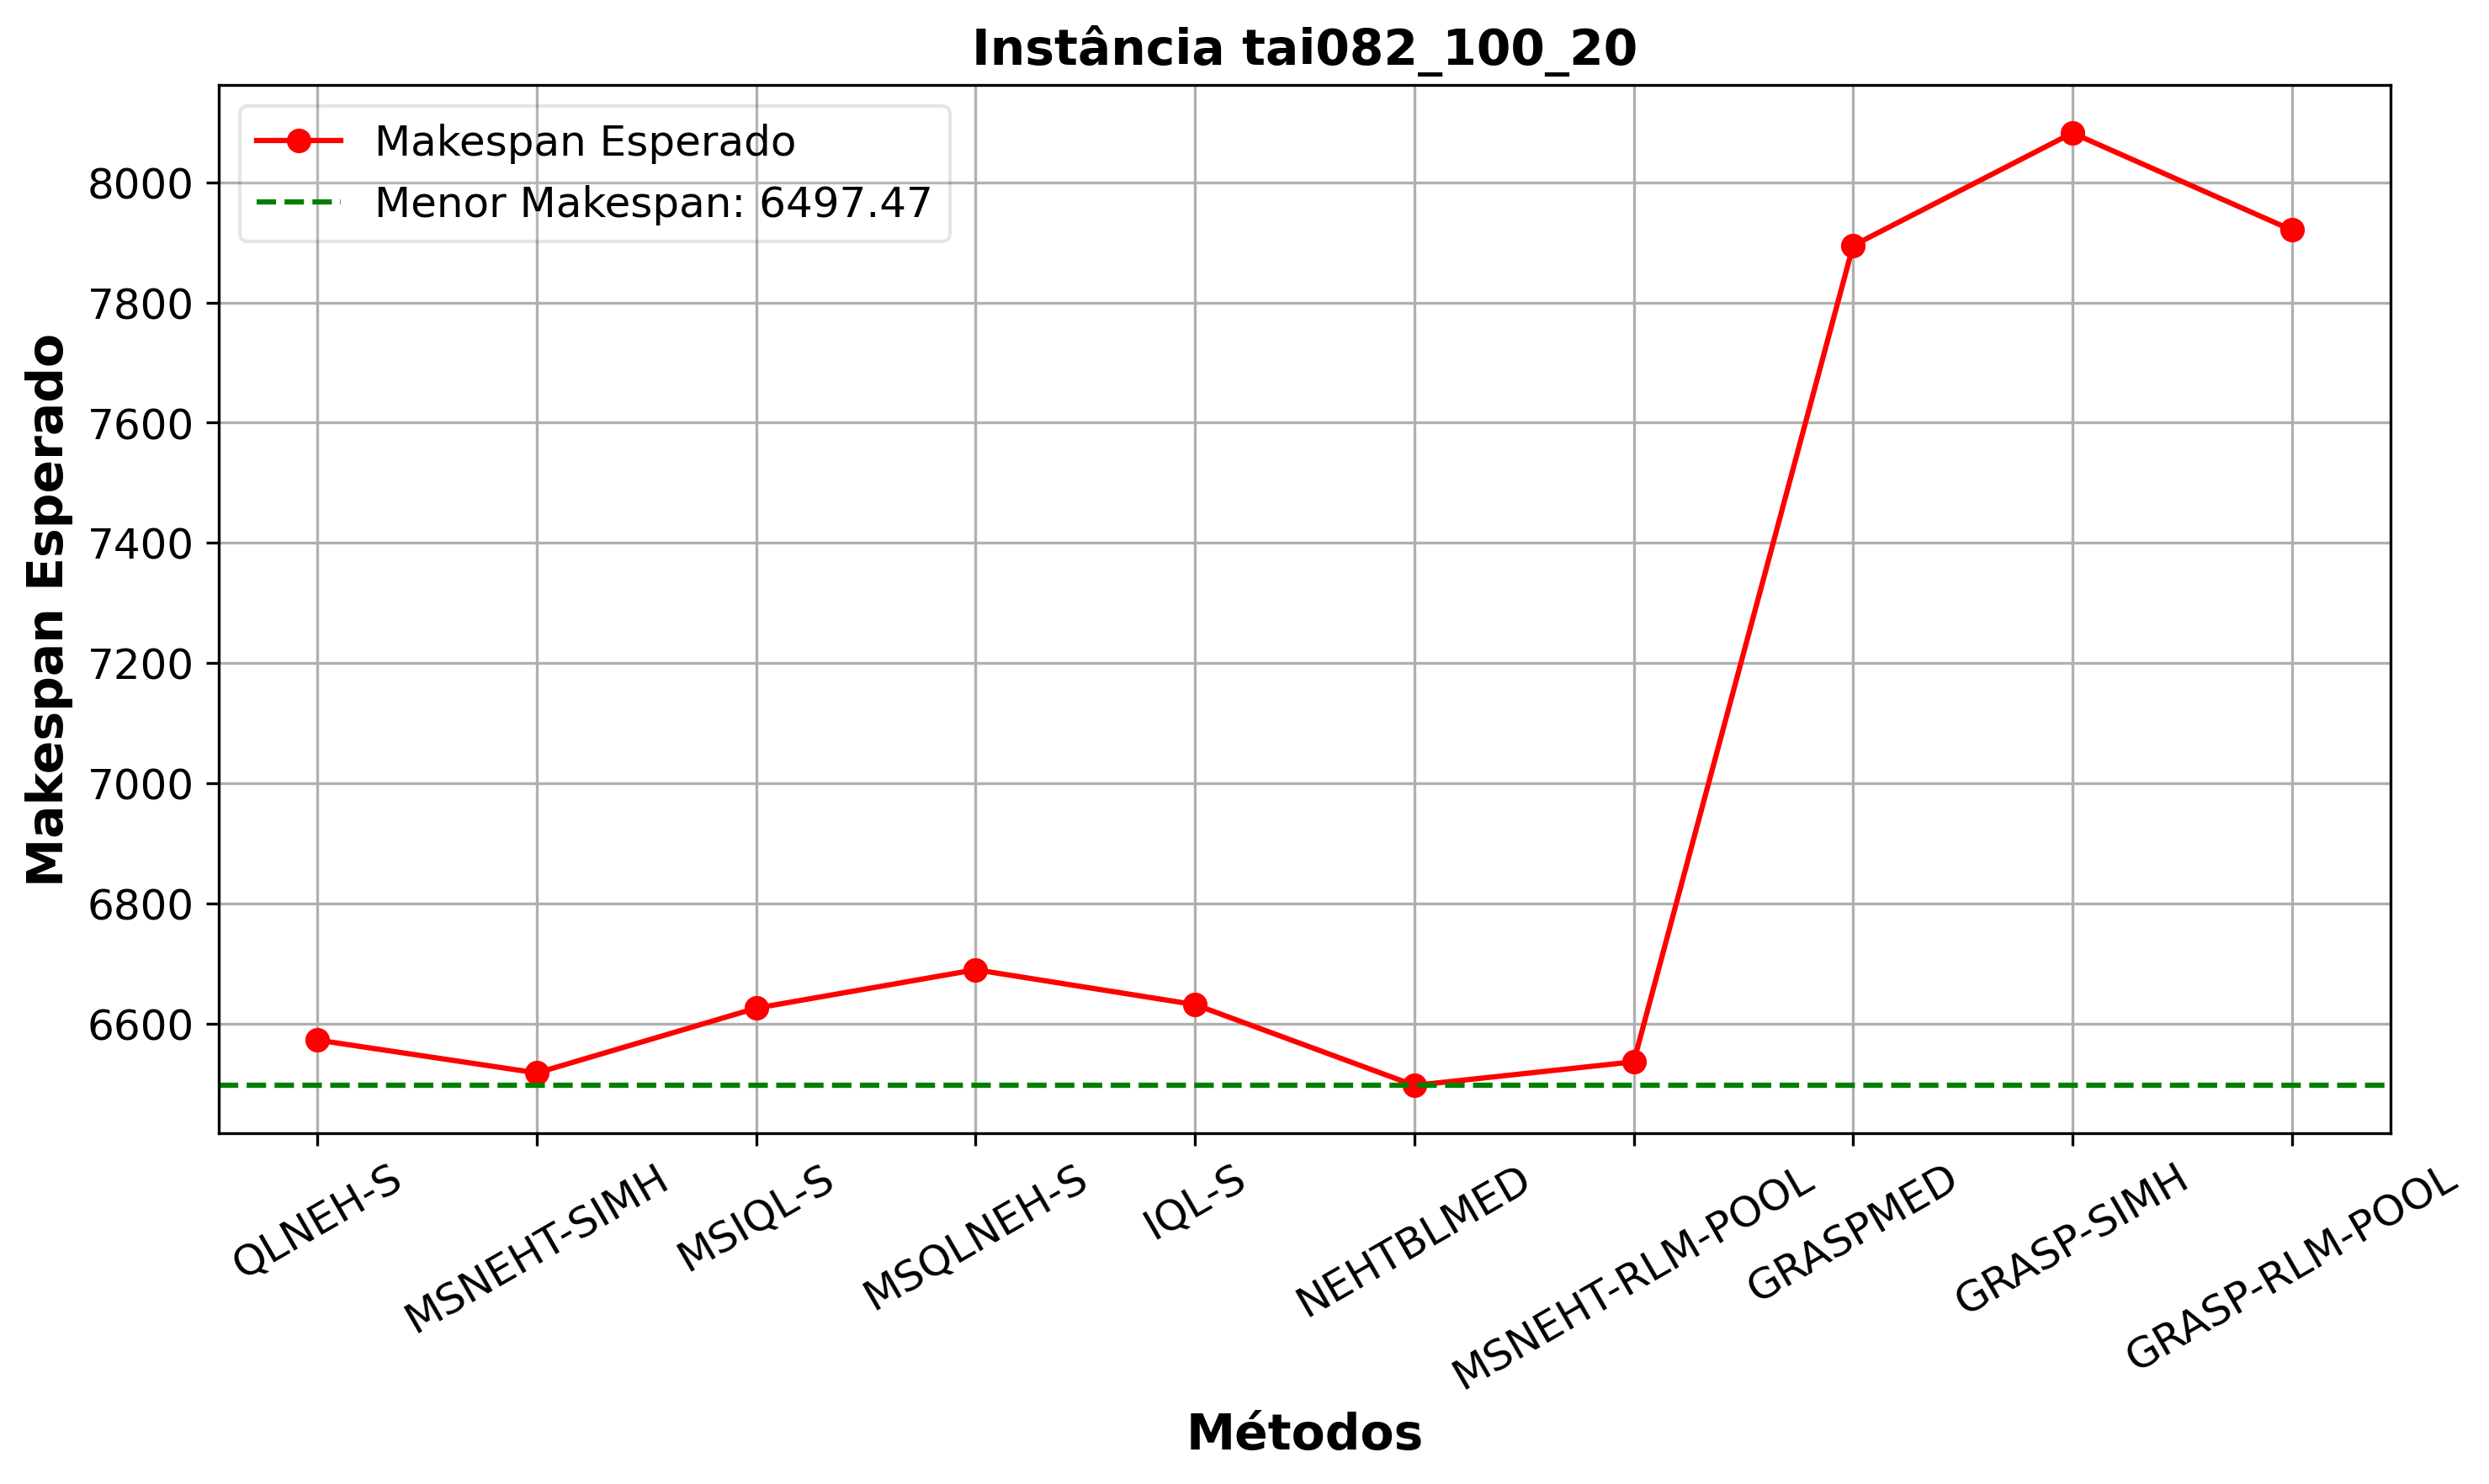 Instância tai082_100_20
Makespan Esperado
Menor Makespan: 6497.47
Makespan Esperado
8000
7800
7600
7400
7200
7000
6800
6600
QLNEH-S
MSNEHT-SIMH
MSIQL-S
MSQLNEH-S
IQL-S
NEHTBLMED
MSNEHT-RLM-POOL
GRASPMED
GRASP-SIMH
GRASP-RLM-POOL
Métodos